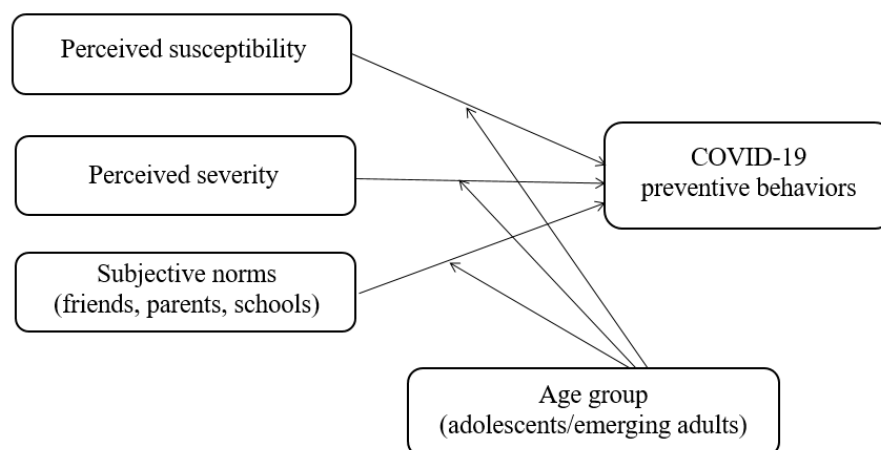 Perceived susceptibility
Perceived severity
Subjective norms
(friends, parents, schools)
COVID-19
preventive behaviors
Age group
(adolescents/emerging adults)